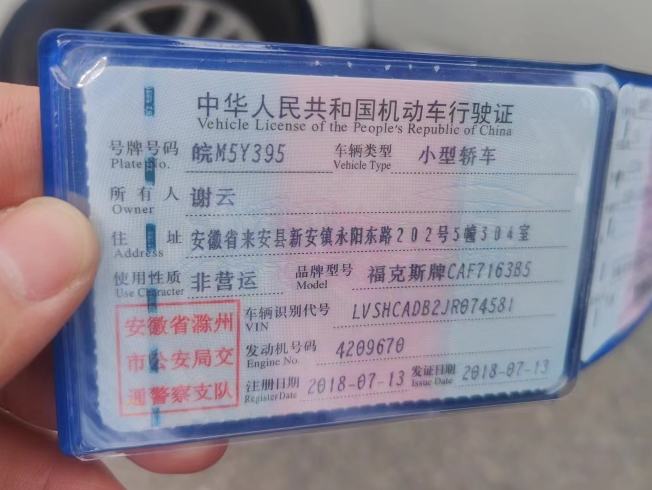 中华人民共和国机动车行驶证
Vehicle License of the People's Republic of China
号牌号码 皖M5Y395 车辆类型 小型轿车
Plate No. Vehicle Type
所有人 谢云
Owner
住址 安徽省来安县新安镇永阳东路202号5幢304室
Address
使用性质 非营运 品牌型号 福克斯牌CAF7163B5
Use Character Model
安徽省滁州
市公安局交
通警察支队
车辆识别代号 LVSHCADB2JR074581
VIN
发动机号码 4209670
Engine No.
注册日期 2018-07-13 发证日期 2018-07-13
Register Date Issue Date